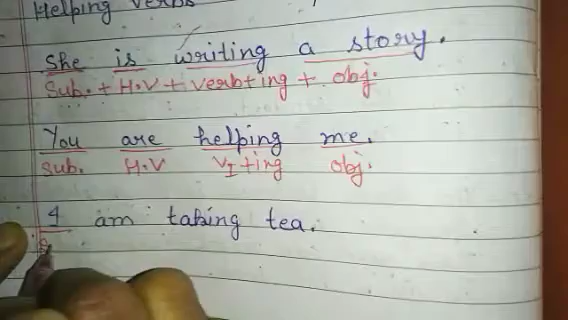 Helping verbs
She is writing a story.
Sub. + H.V + verb+ing + obj.
You are helping me.
sub. H.V V1+ing obj.
I am taking tea.